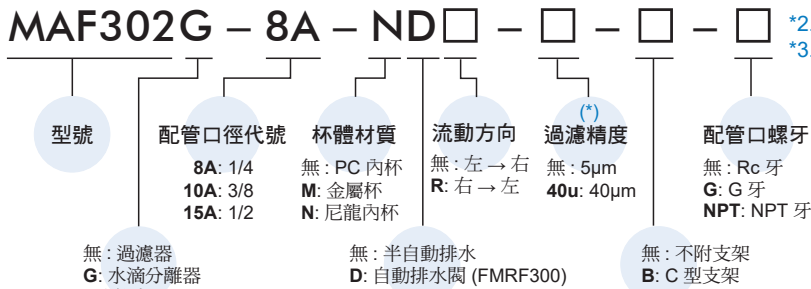 MAF302G – 8A – ND□ – □ – □ – □ *2.
*3.
(*)
型號 配管口徑代號 杯體材質 流動方向 過濾精度 配管口螺牙
8A: 1/4
10A: 3/8
15A: 1/2
無 : PC 內杯
M: 金屬杯
N: 尼龍內杯
無 : 左 → 右
R: 右 → 左
無 : 5μm
40u: 40μm
無 : Rc 牙
G: G 牙
NPT: NPT 牙
無 : 過濾器
G: 水滴分離器
無 : 半自動排水
D: 自動排水閥 (FMRF300)
無 : 不附支架
B: C 型支架